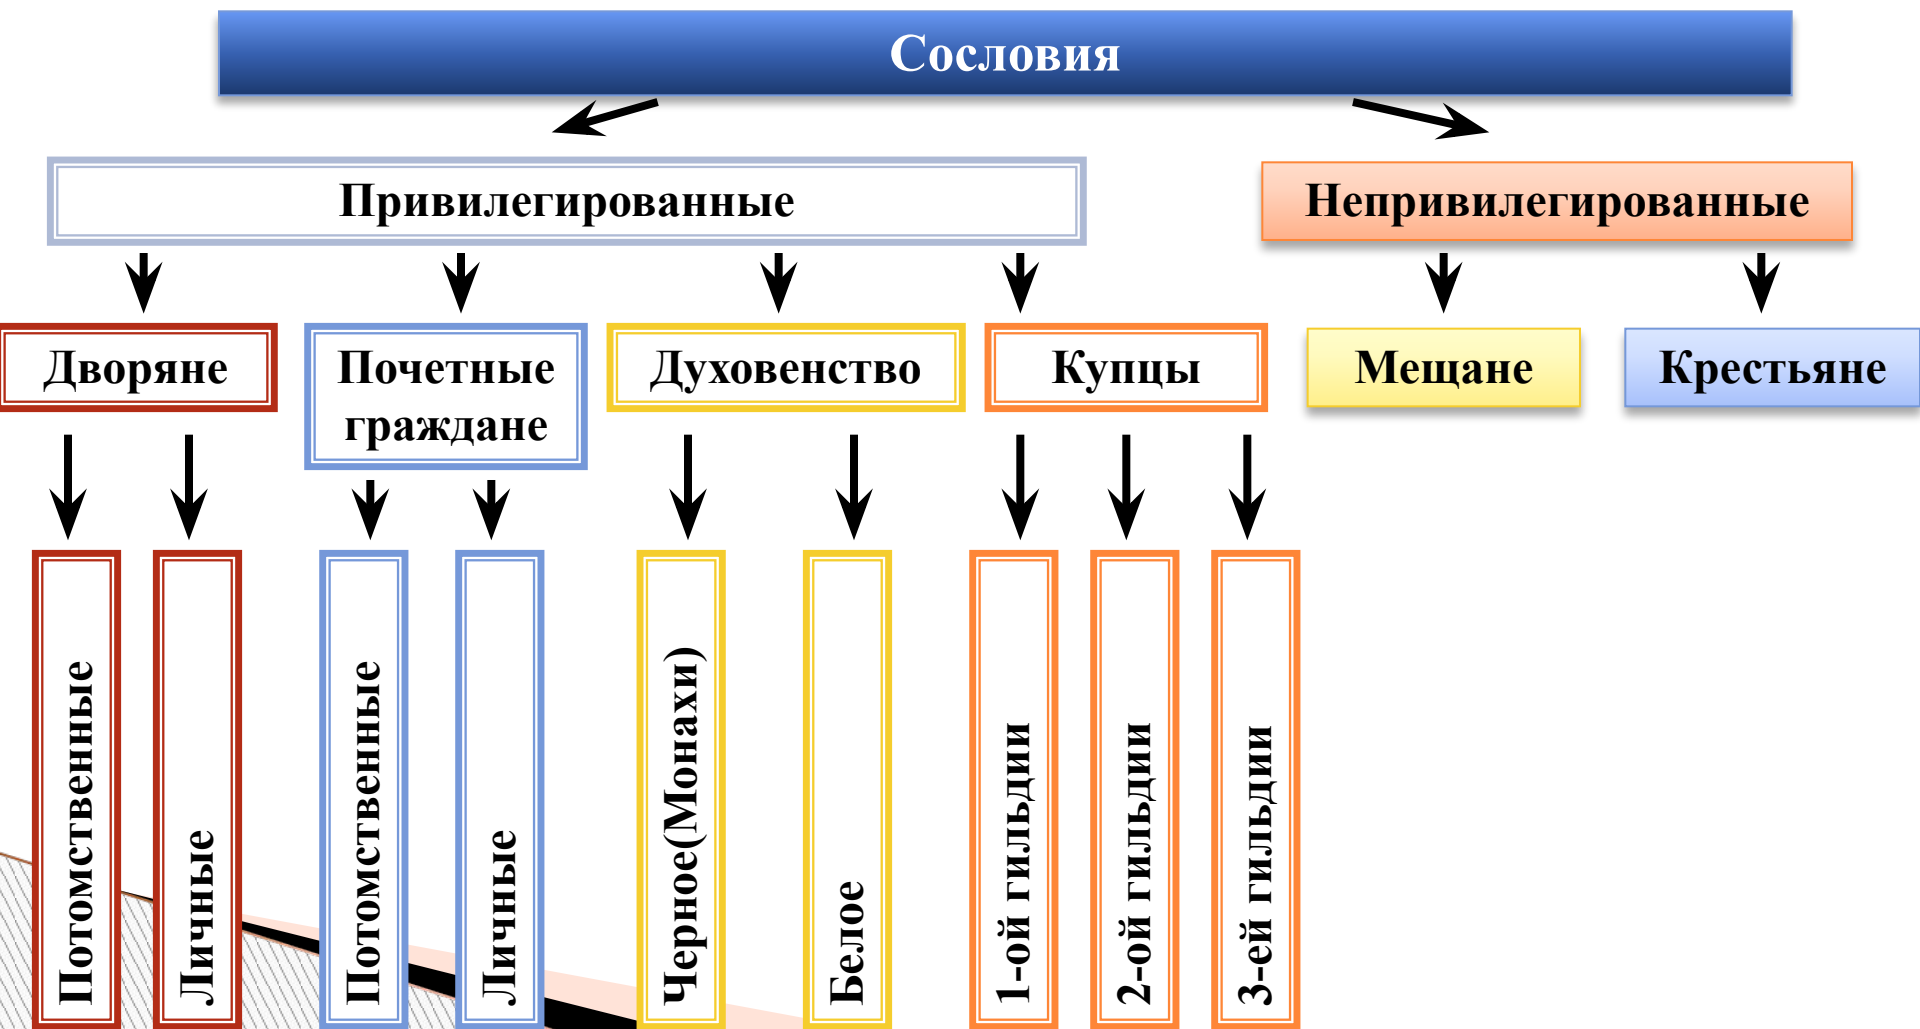 Сословия
Привилегированные
Непривилегированные
Дворяне
Почетные
граждане
Духовенство
Купцы
Мещане
Крестьяне
Потомственные
Личные
Потомственные
Личные
Черное(Монахи)
Белое
1-ой гильдии
2-ой гильдии
3-ей гильдии